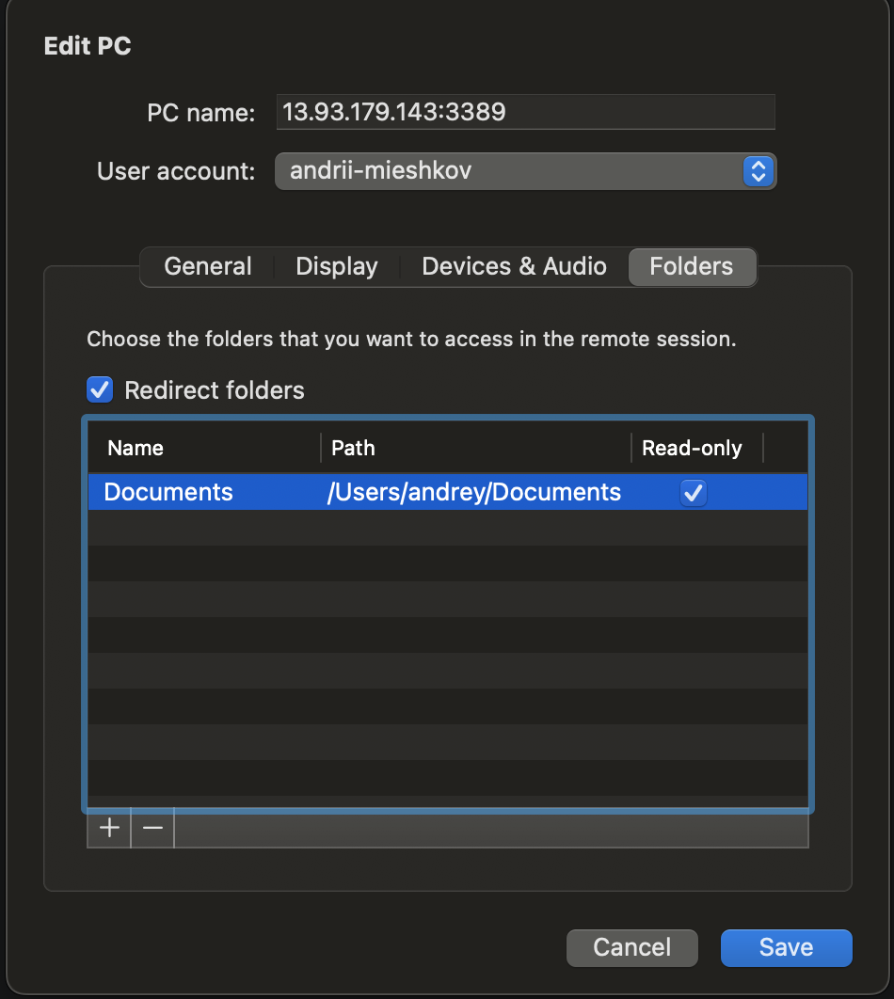 Edit PC
PC name: 13.93.179.143:3389
User account: andrii-mieshkov
General Display Devices & Audio Folders
Choose the folders that you want to access in the remote session.
Redirect folders
Name Path Read-only
Documents /Users/andrey/Documents
Cancel Save